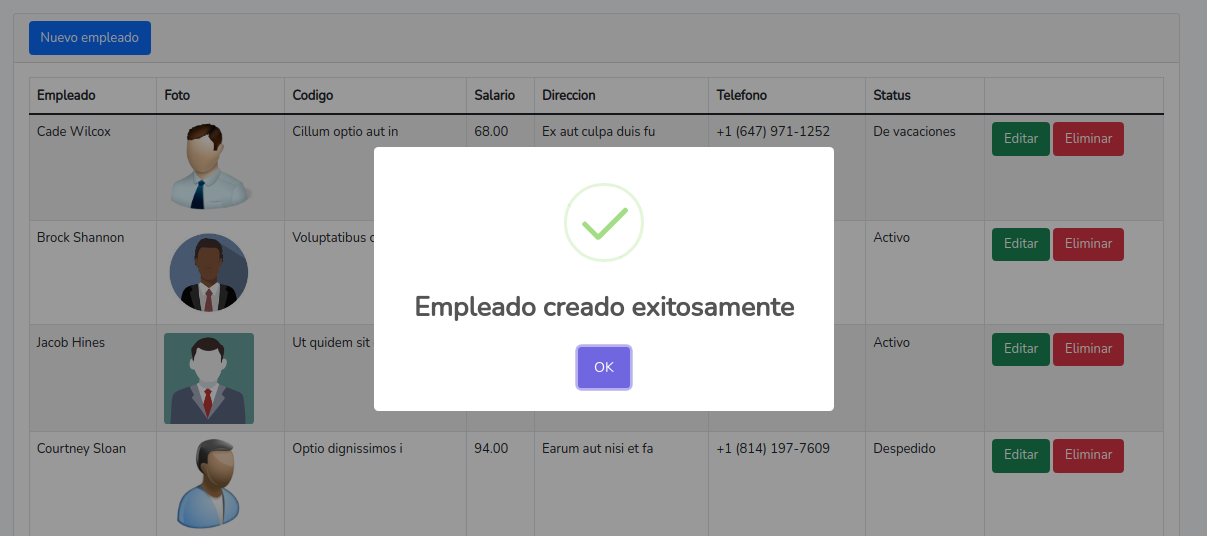 Nuevo empleado
Empleado Foto Codigo Salario Direccion Telefono Status
Cade Wilcox Cillum optio aut in 68.00 Ex aut culpa duis fu +1 (647) 971-1252 De vacaciones Editar Eliminar
Brock Shannon Voluptatibus Activo Editar Eliminar
Empleado creado exitosamente
Jacob Hines Ut quidem sit Activo Editar Eliminar
OK
Courtney Sloan Optio dignissimos i 94.00 Earum aut nisi et fa +1 (814) 197-7609 Despedido Editar Eliminar